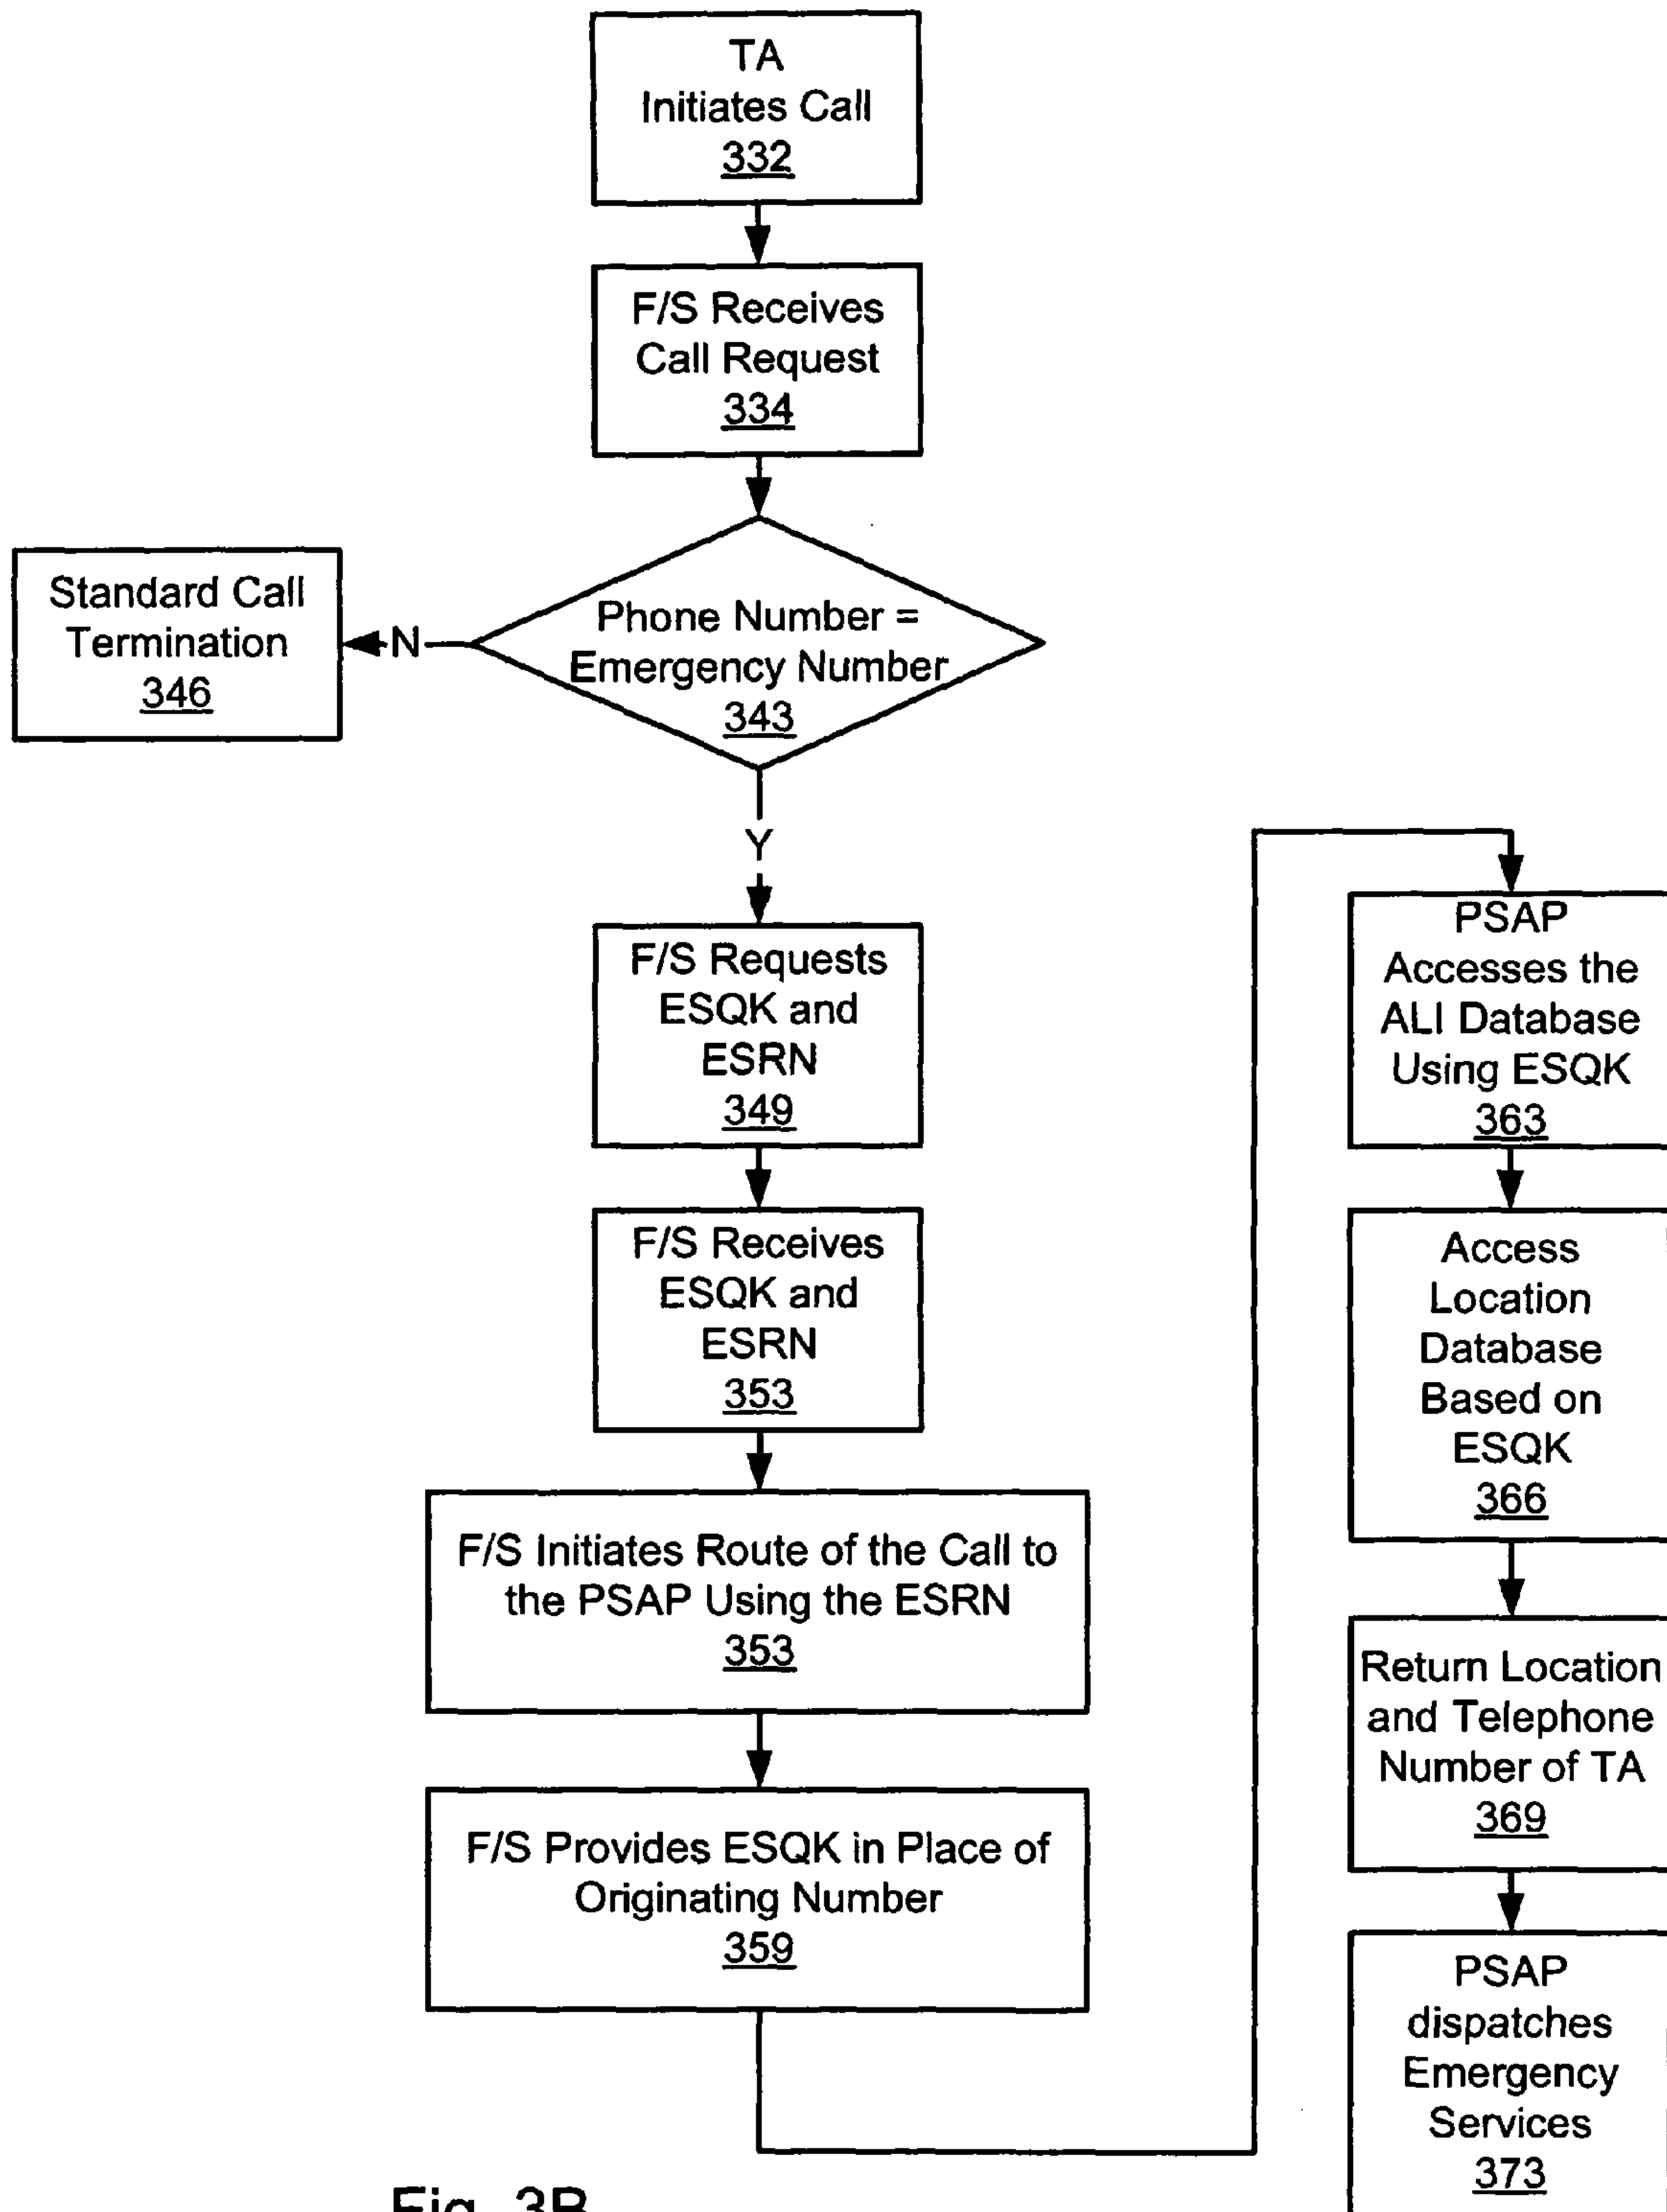 TA
Initiates Call
332
F/S Receives
Call Request
334
Phone Number =
Emergency Number
343
N
Standard Call
Termination
346
Y
F/S Requests
ESQK and
ESRN
349
F/S Receives
ESQK and
ESRN
353
F/S Initiates Route of the Call to
the PSAP Using the ESRN
353
F/S Provides ESQK in Place of
Originating Number
359
PSAP
Accesses the
ALI Database
Using ESQK
363
Access
Location
Database
Based on
ESQK
366
Return Location
and Telephone
Number of TA
369
PSAP
dispatches
Emergency
Services
373
Fig. 3B